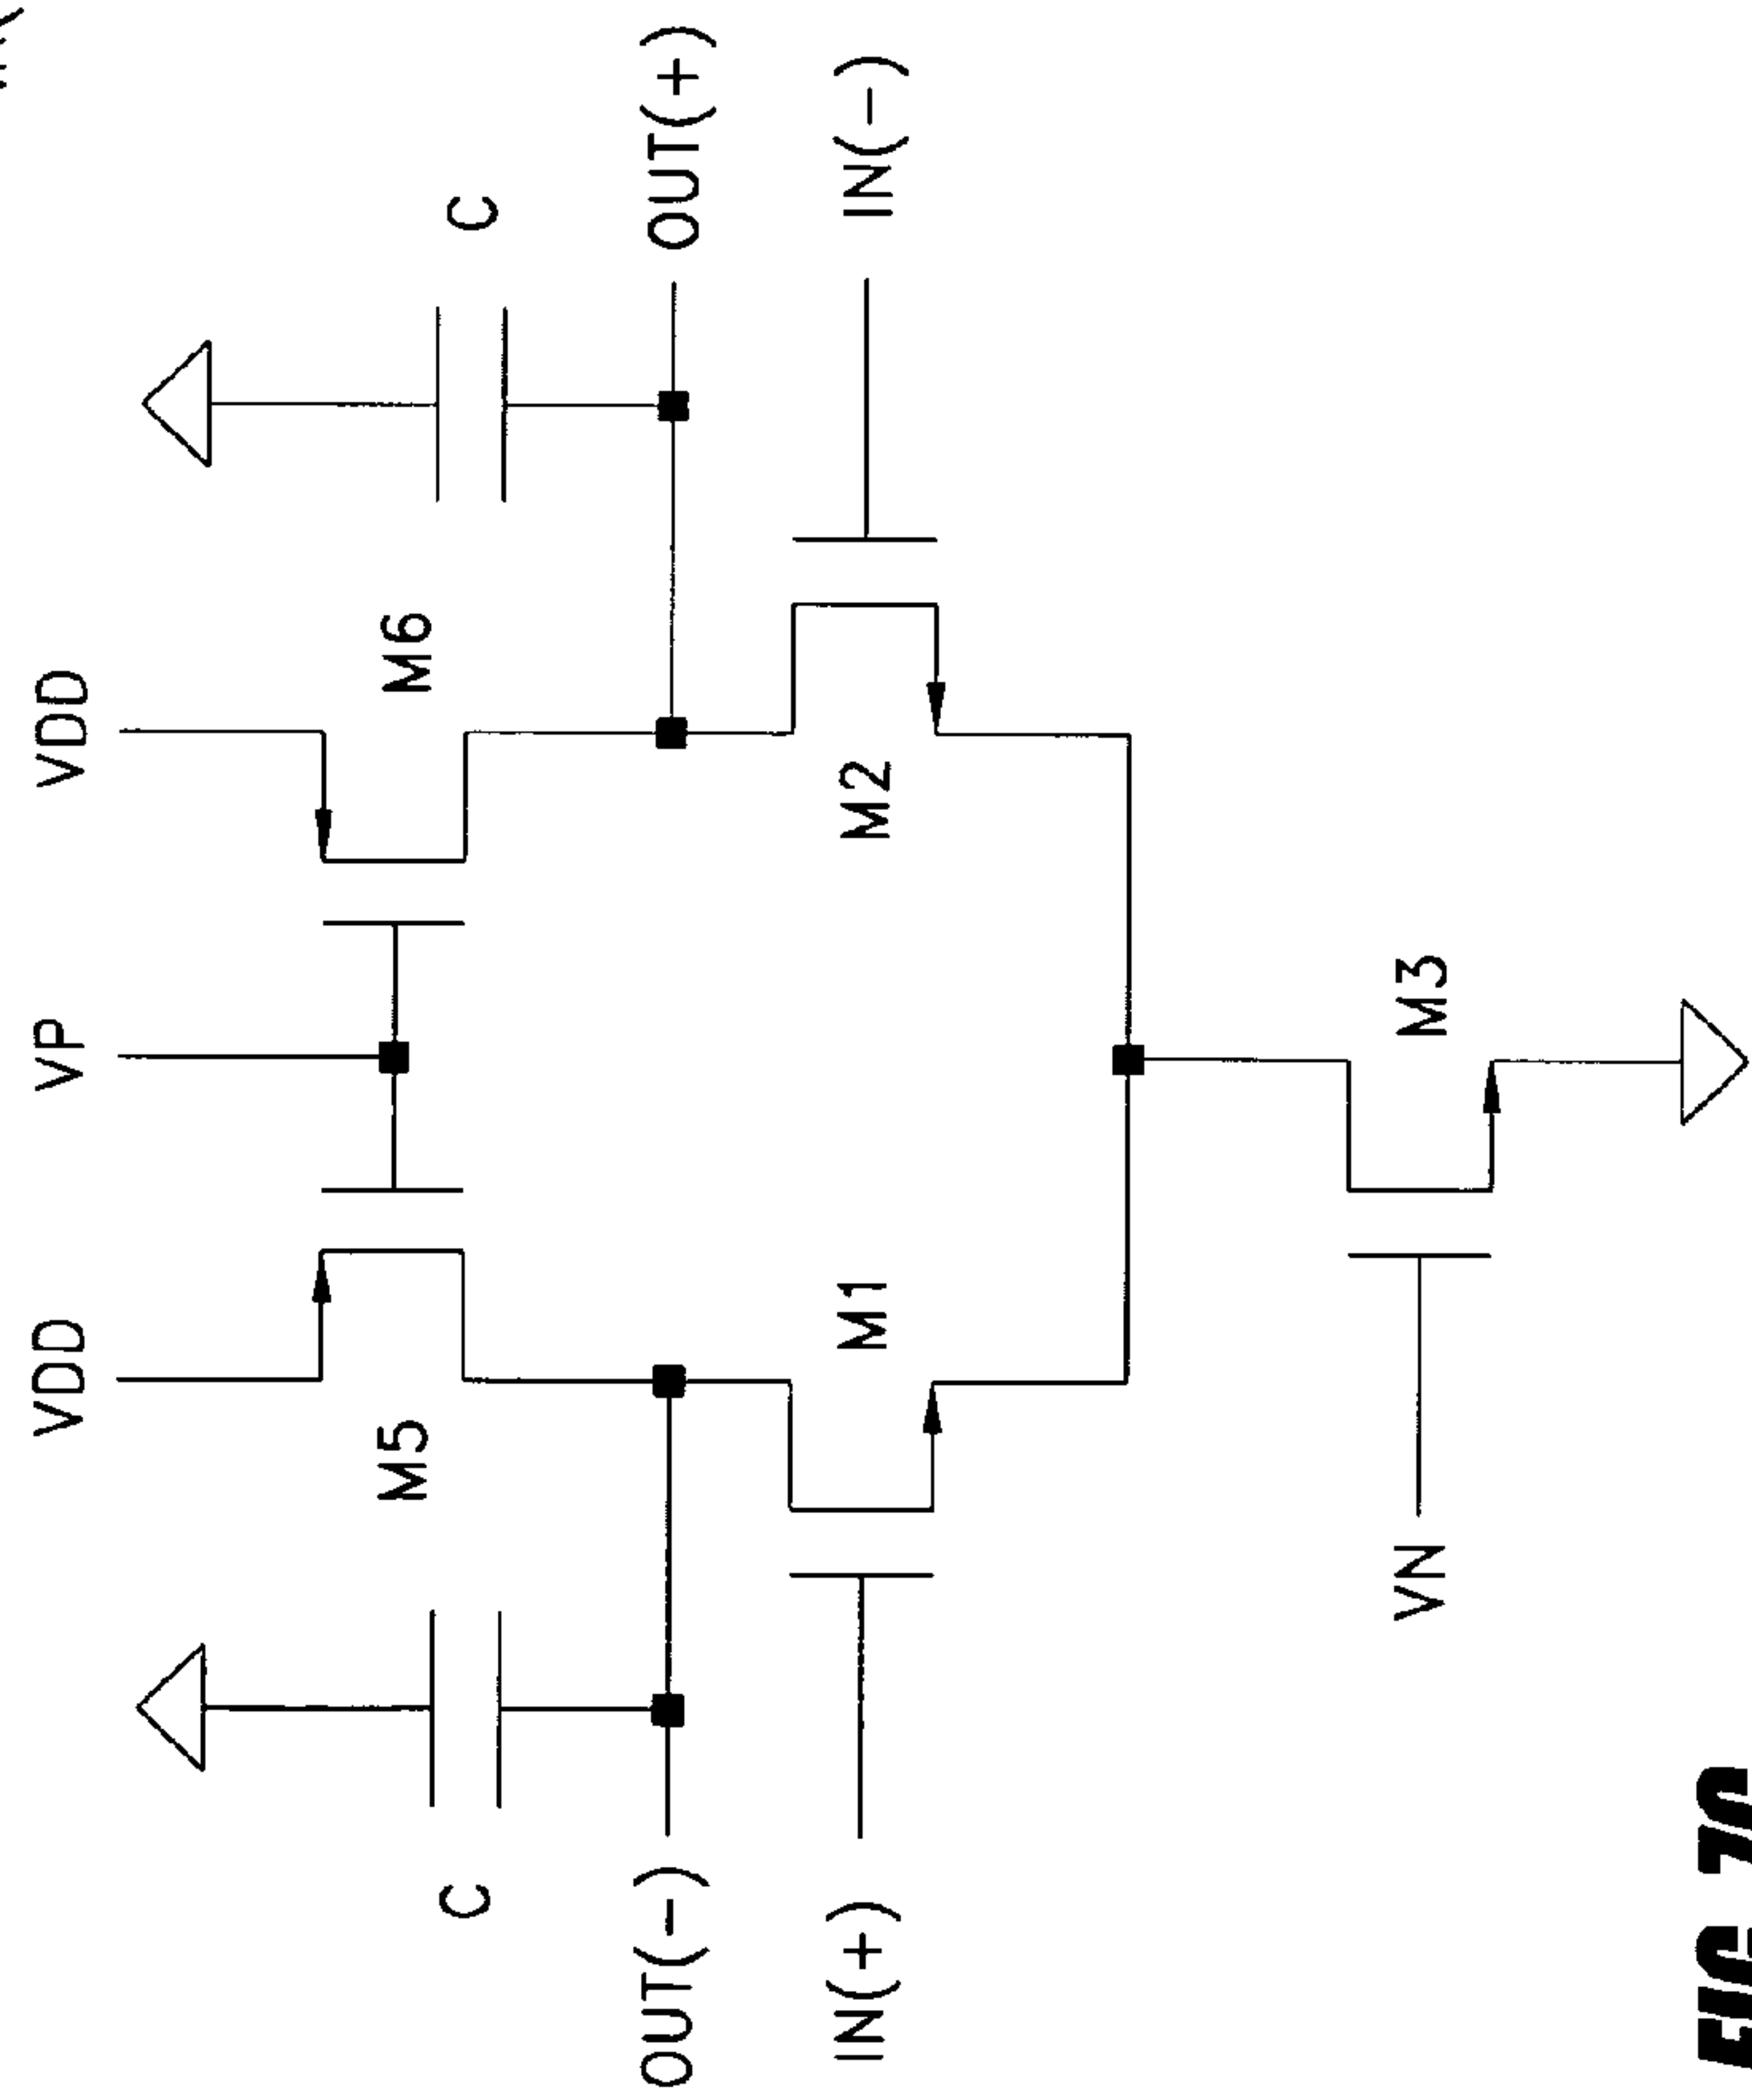 VDD
VP
VDD
M5
M6
C
C
OUT(-)
OUT(+)
IN(+)
M1
M2
IN(-)
VN
M3